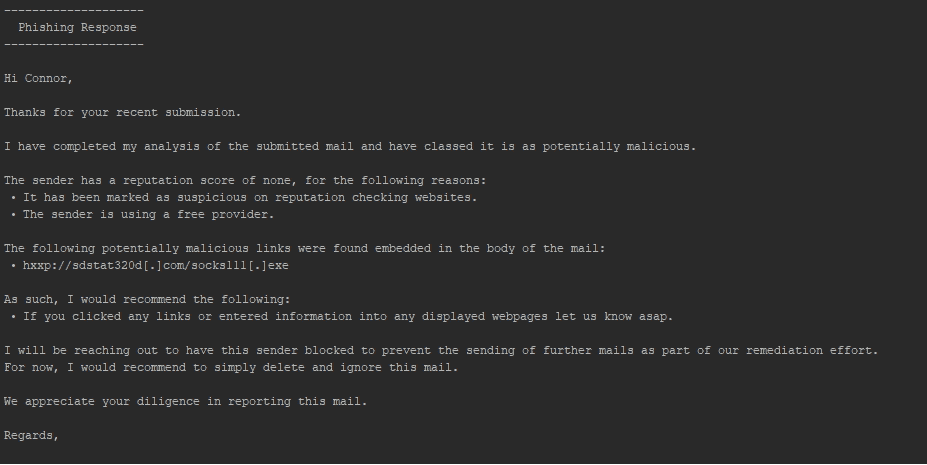 --------------------
Phishing Response
--------------------
Hi Connor,
Thanks for your recent submission.
I have completed my analysis of the submitted mail and have classed it is as potentially malicious.
The sender has a reputation score of none, for the following reasons:
• It has been marked as suspicious on reputation checking websites.
• The sender is using a free provider.
The following potentially malicious links were found embedded in the body of the mail:
• hxxp://sdstat320d[.]com/socks111[.]exe
As such, I would recommend the following:
• If you clicked any links or entered information into any displayed webpages let us know asap.
I will be reaching out to have this sender blocked to prevent the sending of further mails as part of our remediation effort.
For now, I would recommend to simply delete and ignore this mail.
We appreciate your diligence in reporting this mail.
Regards,